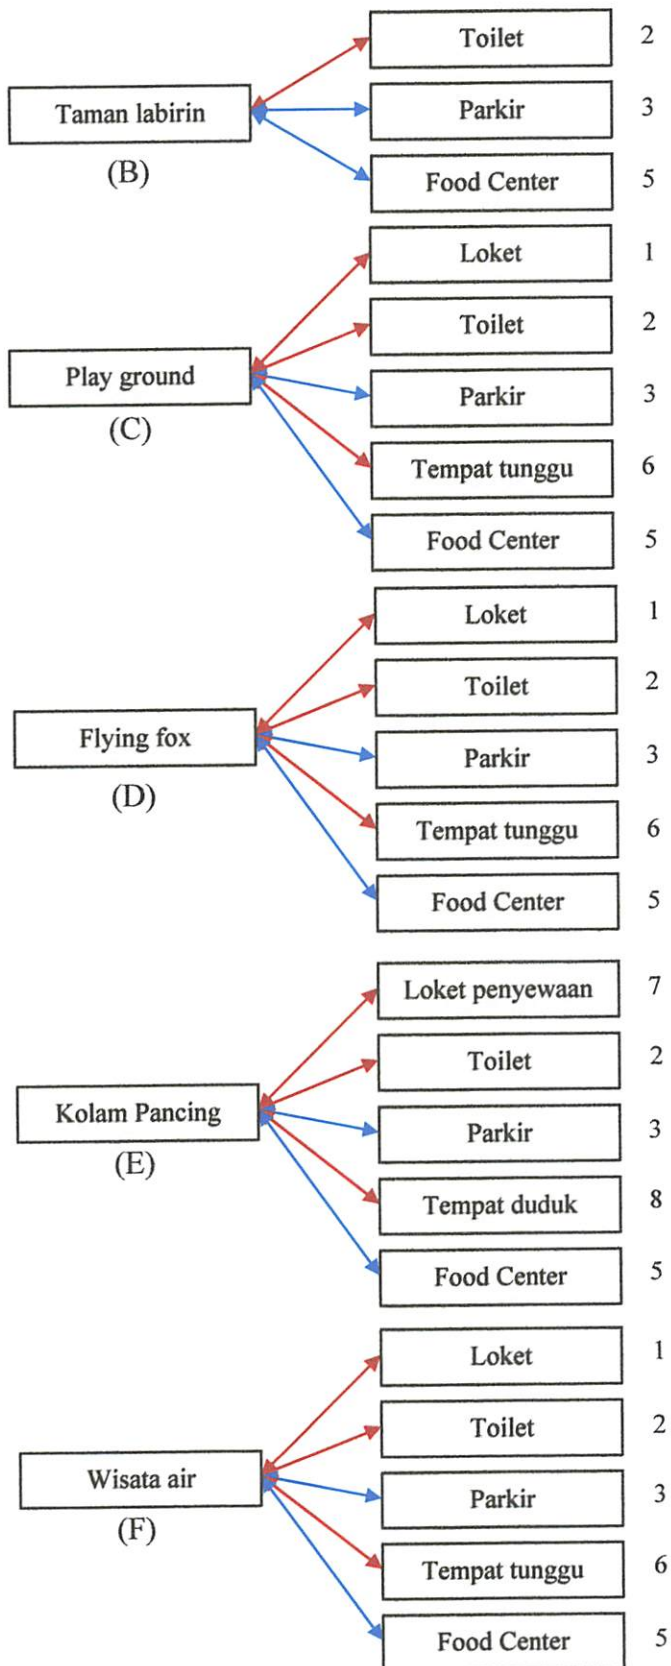 Toilet 2
Taman labirin
Parkir 3
(B)
Food Center 5
Loket 1
Toilet 2
Play ground
Parkir 3
(C)
Tempat tunggu 6
Food Center 5
Loket 1
Toilet 2
Flying fox
Parkir 3
(D)
Tempat tunggu 6
Food Center 5
Loket penyewaan 7
Toilet 2
Kolam Pancing
Parkir 3
(E)
Tempat duduk 8
Food Center 5
Loket 1
Toilet 2
Wisata air
Parkir 3
(F)
Tempat tunggu 6
Food Center 5